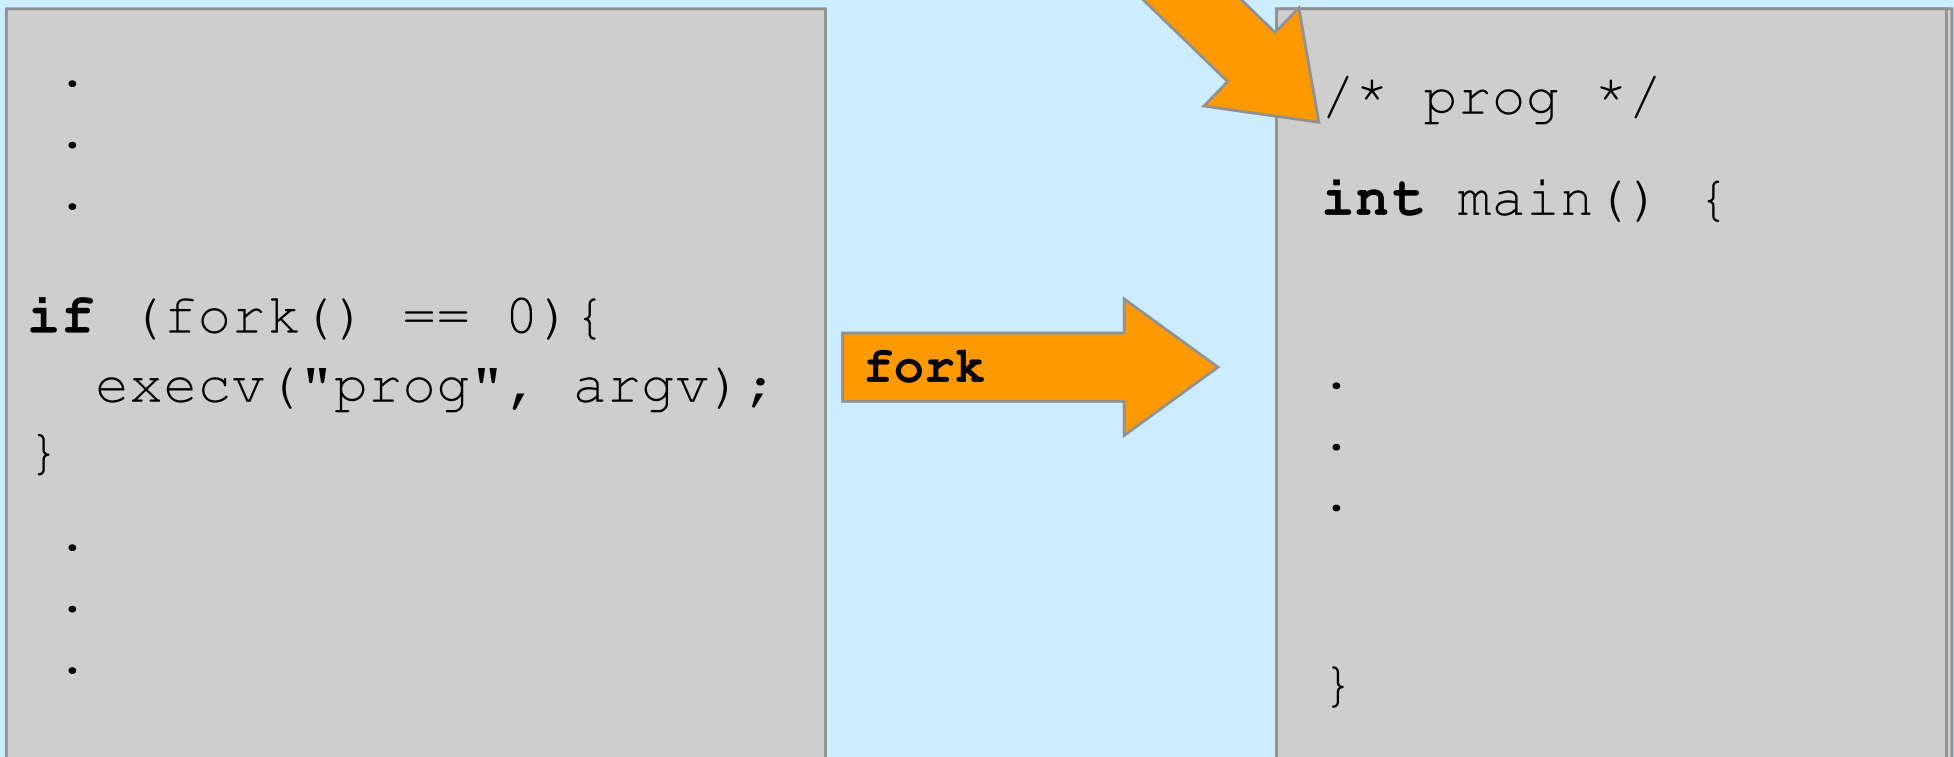 .
.
.
if (fork() == 0){
  execv("prog", argv);
}
.
.
.
fork
/* prog */
int main() {
.
.
.
}